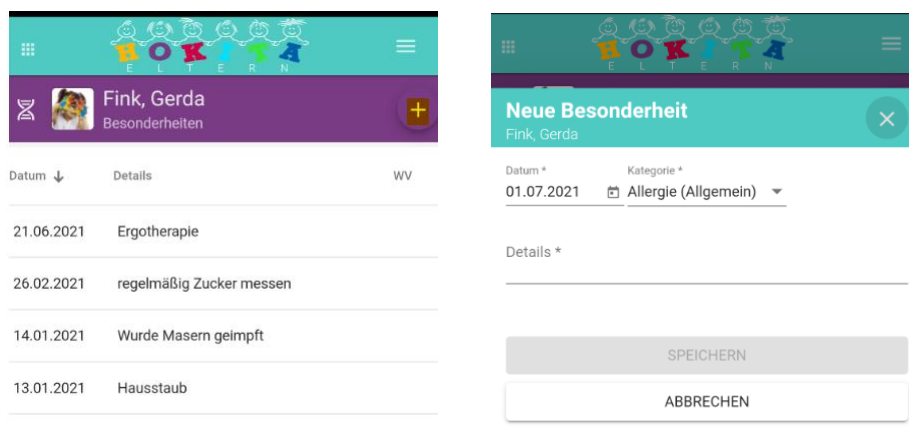 HOKITA
ELTERN
Fink, Gerda
Besonderheiten
Datum Details WV
21.06.2021 Ergotherapie
26.02.2021 regelmäßig Zucker messen
14.01.2021 Wurde Masern geimpft
13.01.2021 Hausstaub
HOKITA
ELTERN
Neue Besonderheit
Fink, Gerda
Datum * Kategorie *
01.07.2021 Allergie (Allgemein)
Details *
SPEICHERN
ABBRECHEN